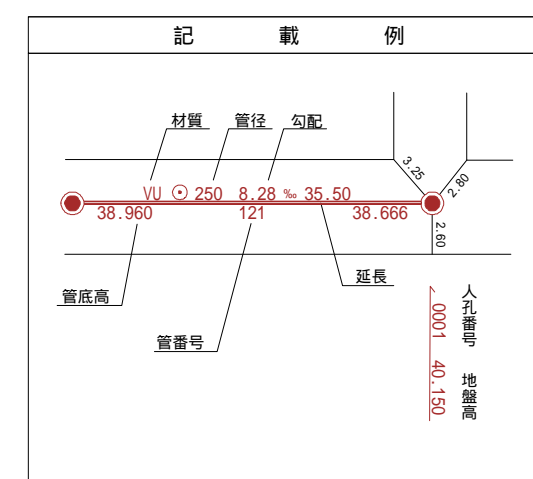 記 載 例
材質 管径 勾配
VU ⊙ 250 8.28 ‰ 35.50
38.960 121 38.666
3.25
2.80
2.60
管底高
管番号
延長
人孔番号 地盤高
0001 40.150